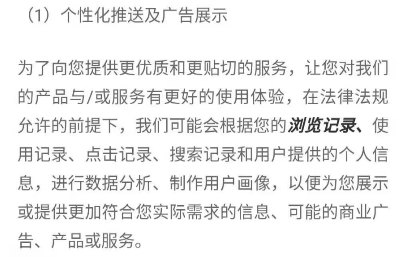 （1）个性化推送及广告展示
为了向您提供更优质和更贴切的服务，让您对我们
的产品与/或服务有更好的使用体验，在法律法规
允许的前提下，我们可能会根据您的浏览记录、使
用记录、点击记录、搜索记录和用户提供的个人信
息，进行数据分析、制作用户画像，以便为您展示
或提供更加符合您实际需求的信息、可能的商业广
告、产品或服务。